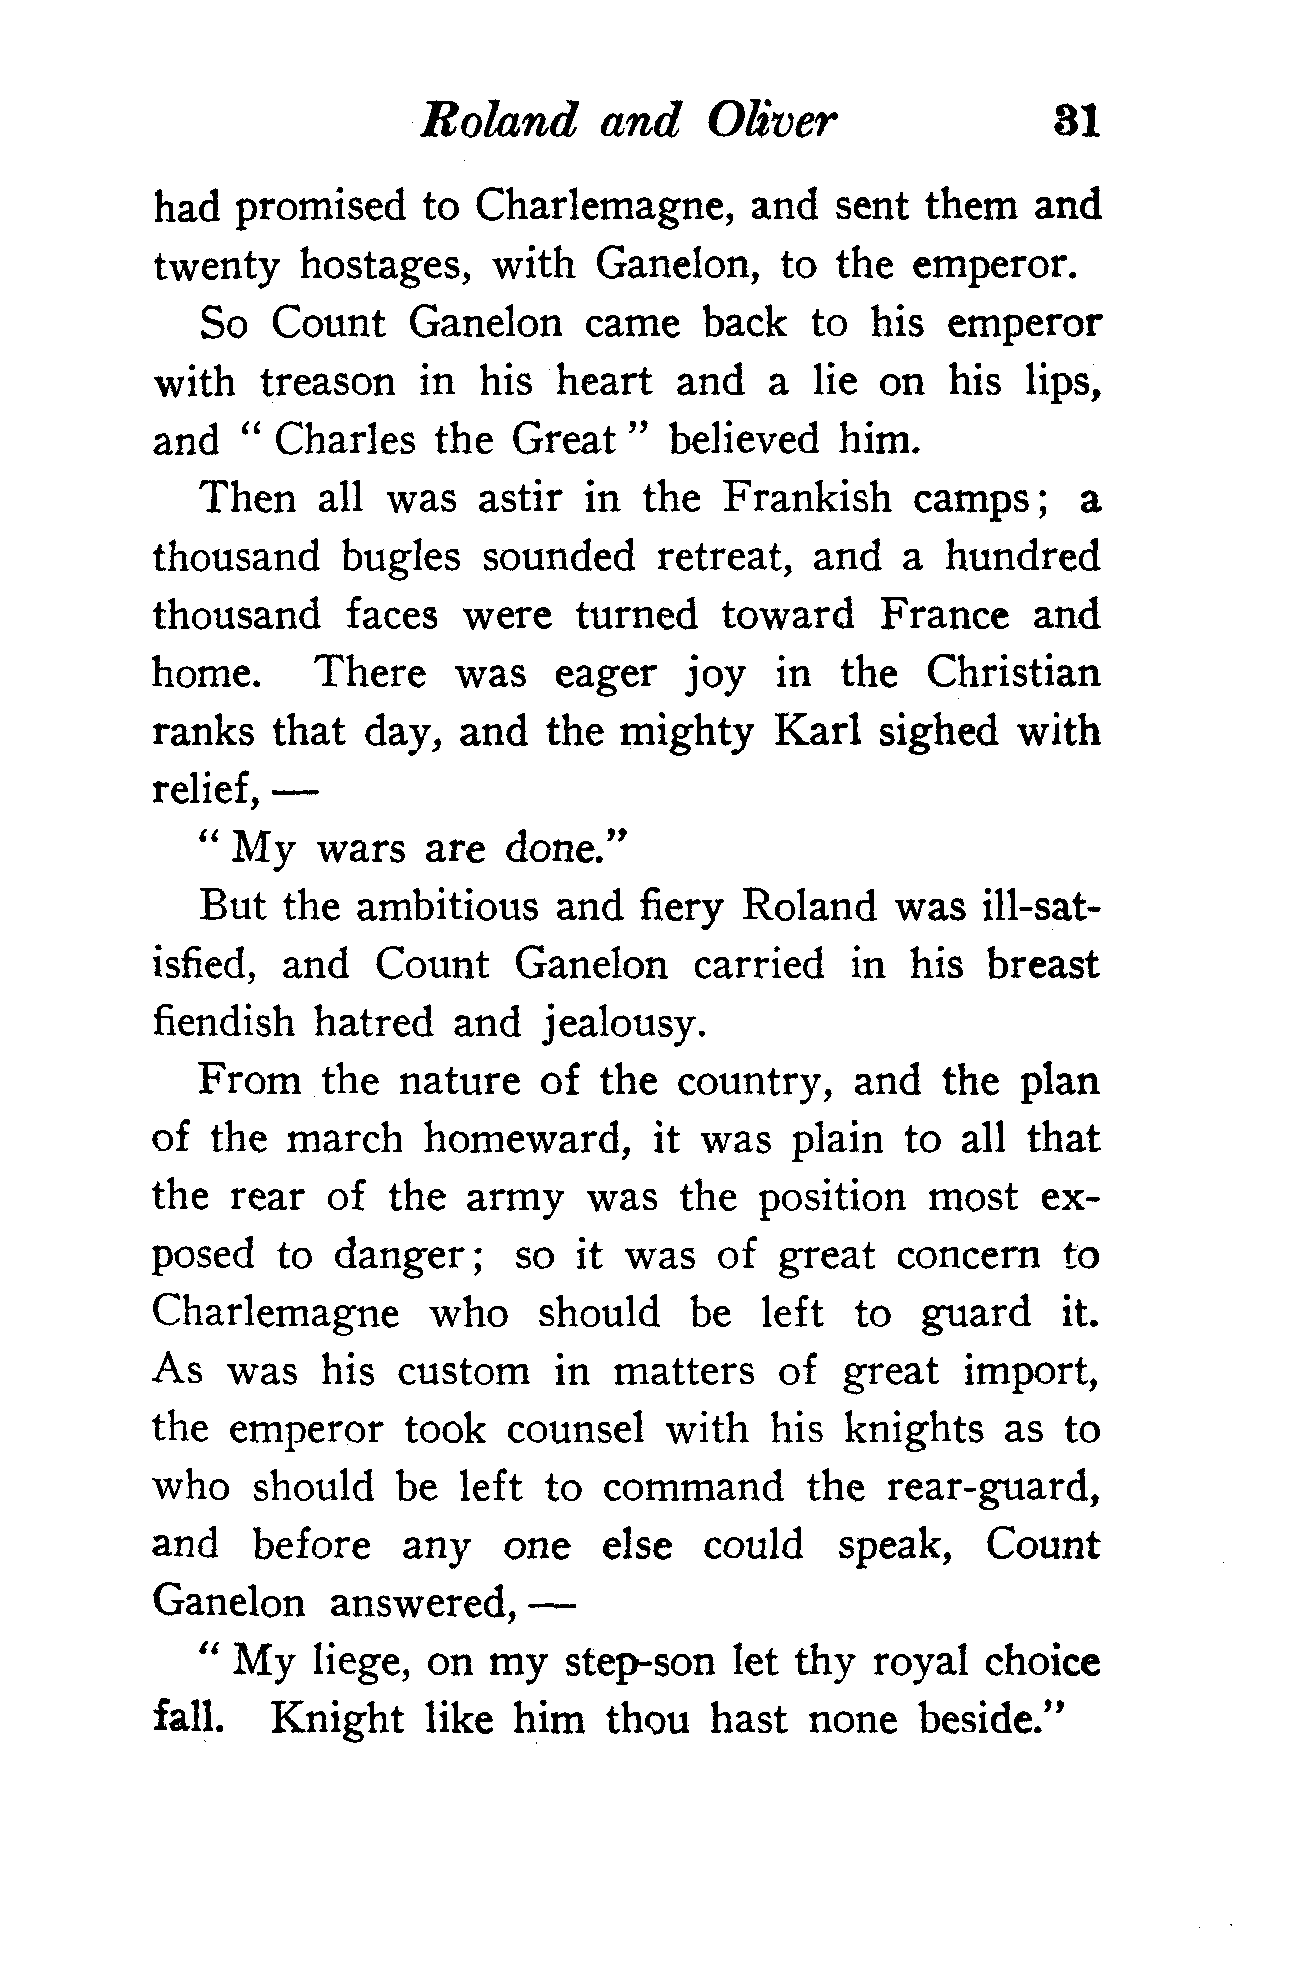 Roland and Oliver 31
had promised to Charlemagne, and sent them and
twenty hostages, with Ganelon, to the emperor.
So Count Ganelon came back to his emperor
with treason in his heart and a lie on his lips,
and “ Charles the Great ” believed him.
Then all was astir in the Frankish camps; a
thousand bugles sounded retreat, and a hundred
thousand faces were turned toward France and
home. There was eager joy in the Christian
ranks that day, and the mighty Karl sighed with
relief, —
“ My wars are done.”
But the ambitious and fiery Roland was ill-sat-
isfied, and Count Ganelon carried in his breast
fiendish hatred and jealousy.
From the nature of the country, and the plan
of the march homeward, it was plain to all that
the rear of the army was the position most ex-
posed to danger; so it was of great concern to
Charlemagne who should be left to guard it.
As was his custom in matters of great import,
the emperor took counsel with his knights as to
who should be left to command the rear-guard,
and before any one else could speak, Count
Ganelon answered, —
“ My liege, on my step-son let thy royal choice
fall. Knight like him thou hast none beside.”